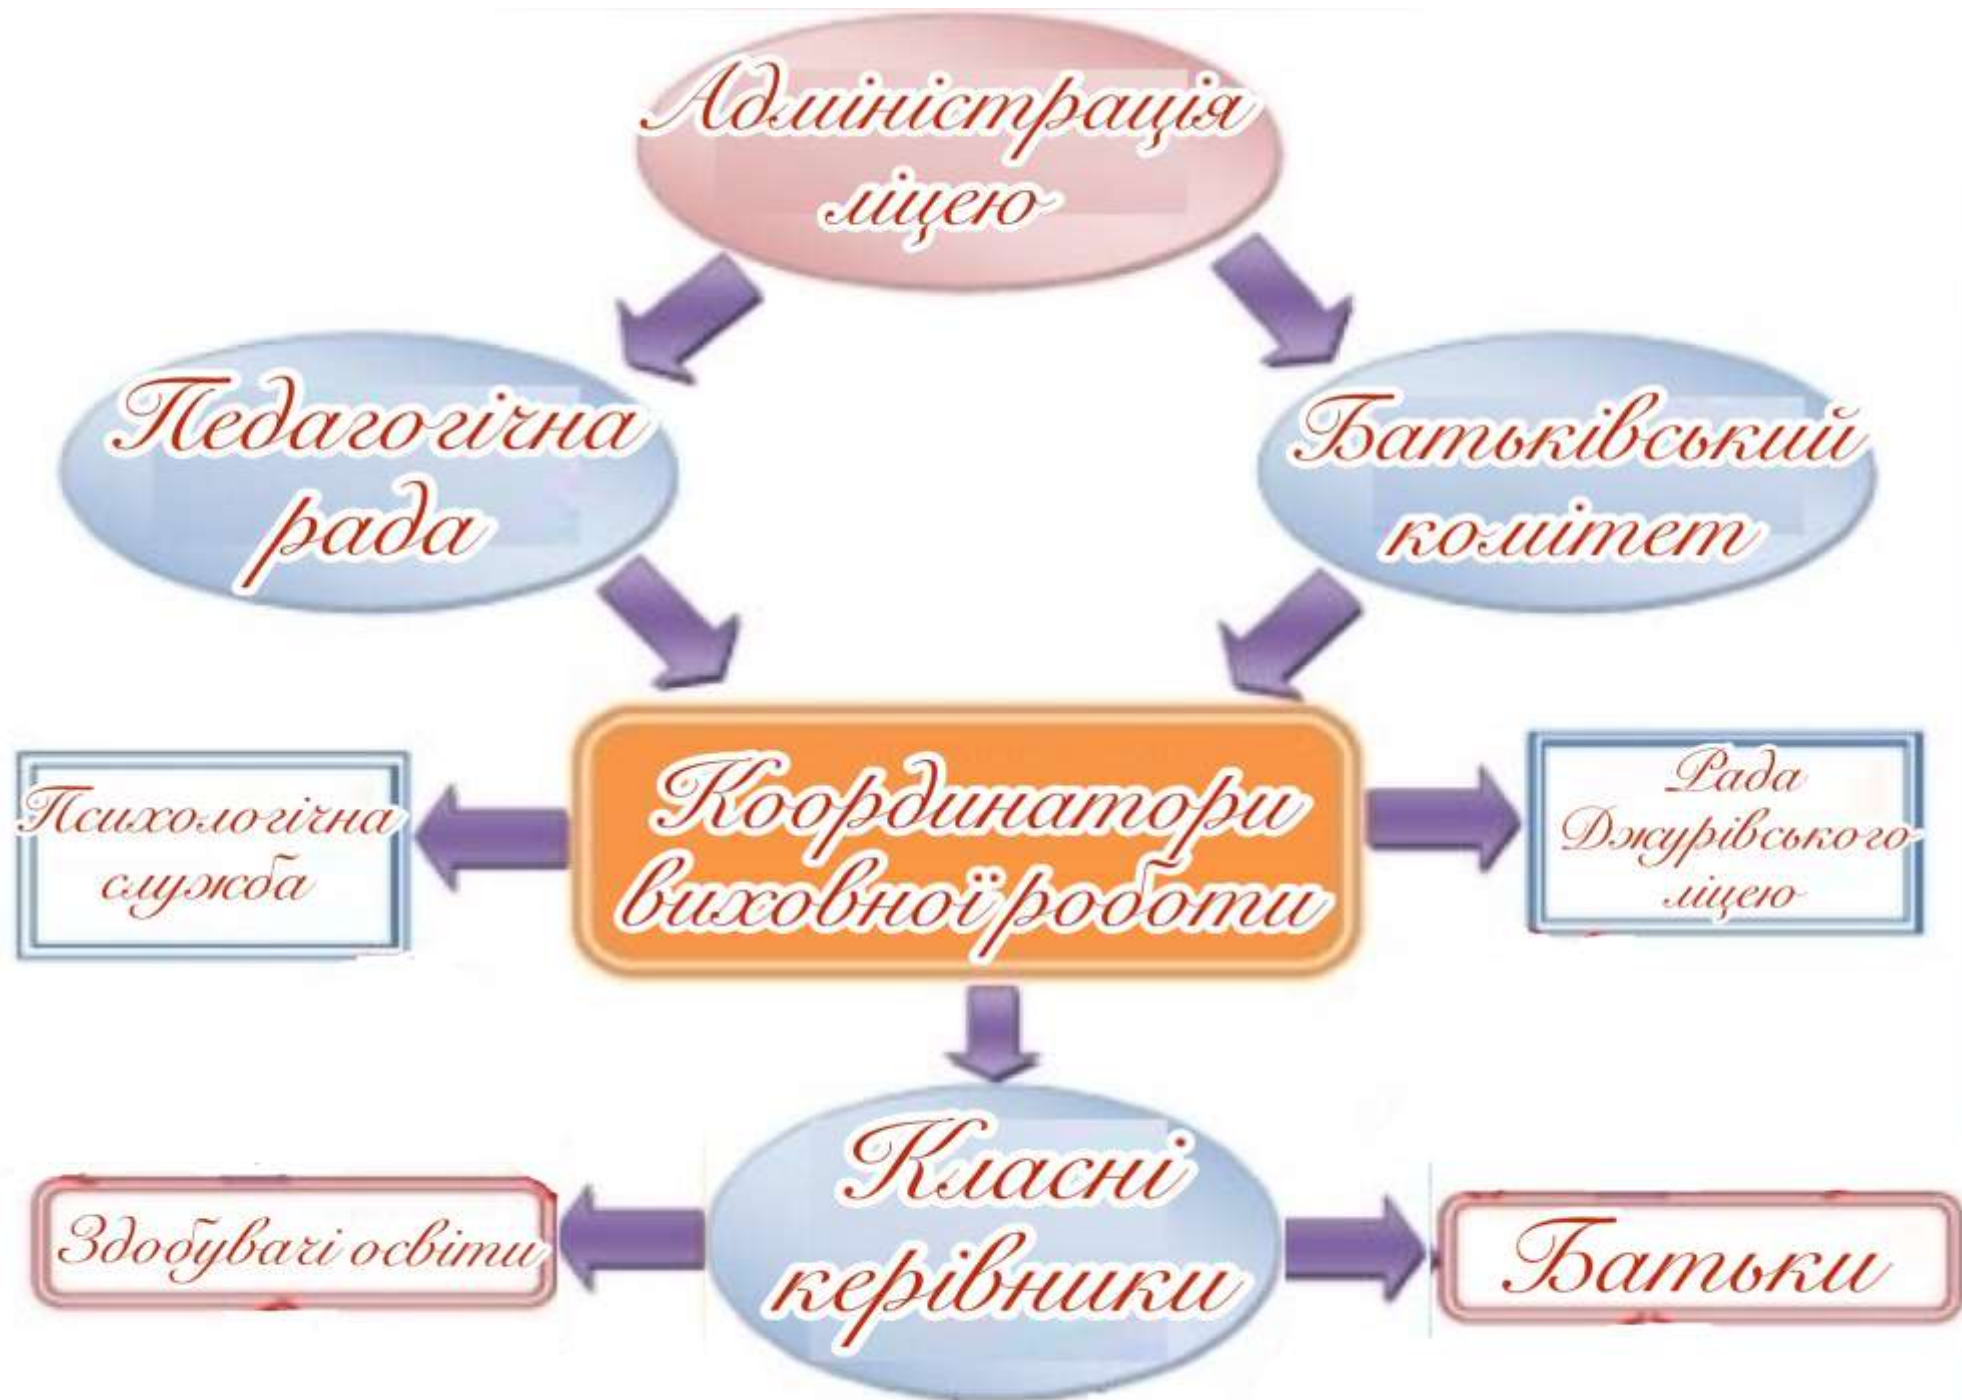 Адміністрація
ліцею
Педагогічна
рада
Батьківський
комітет
Психологічна
служба
Координатори
виховної роботи
Рада
Джурівського
ліцею
Класні
керівники
Здобувачі освіти
Батьки